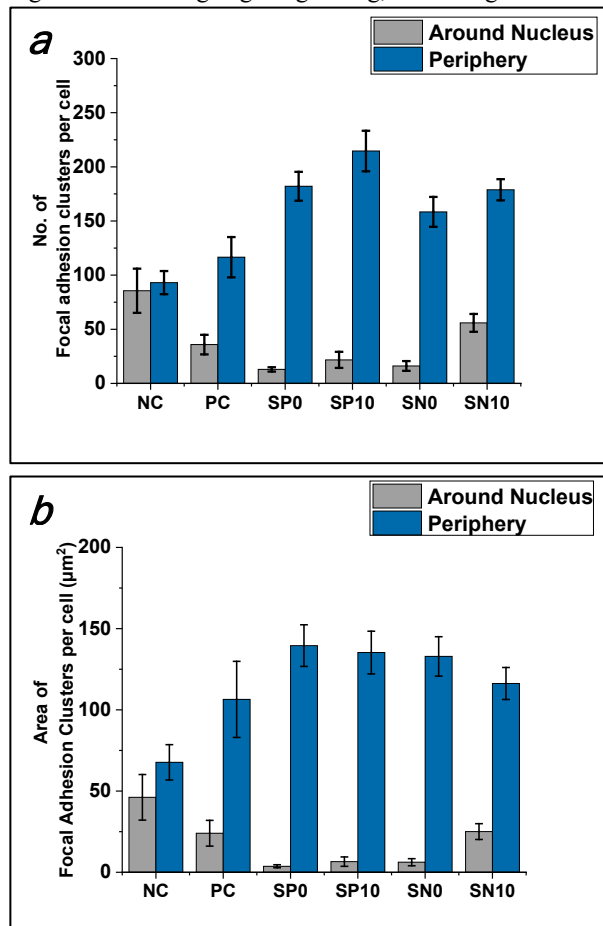 a
Around Nucleus
Periphery
300
250
200
150
100
50
0
No. of
Focal adhesion clusters per cell
NC PC SP0 SP10 SN0 SN10
b
Around Nucleus
Periphery
200
150
100
50
0
Area of
Focal Adhesion Clusters per cell (µm²)
NC PC SP0 SP10 SN0 SN10